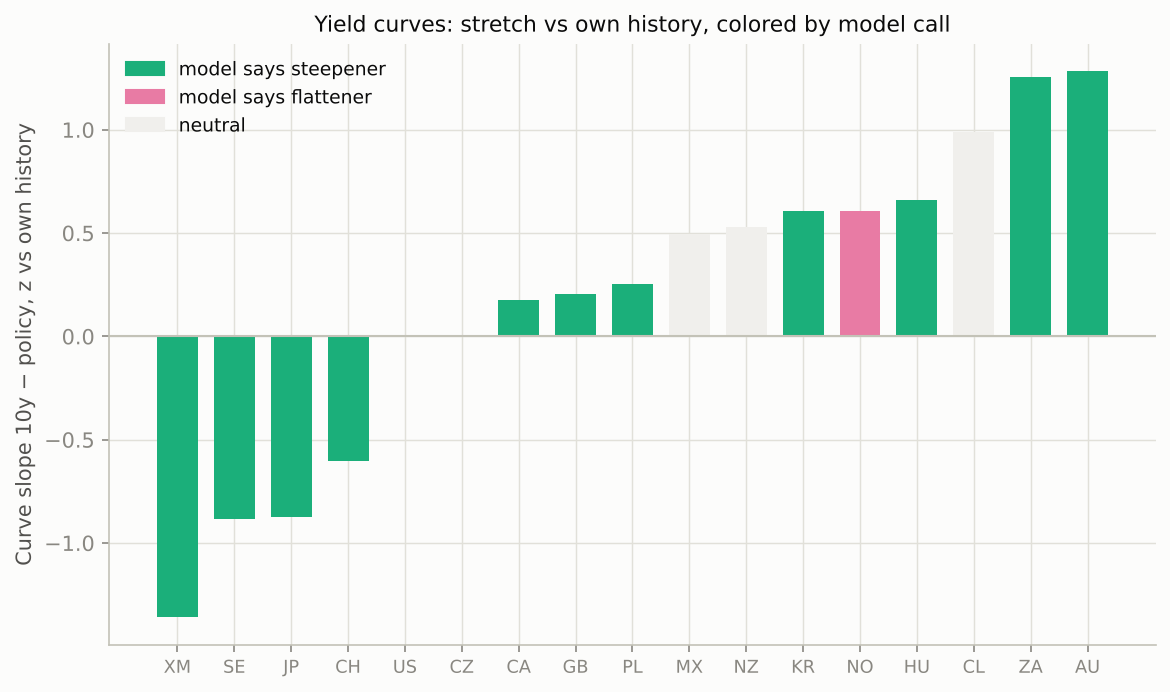 Yield curves: stretch vs own history, colored by model call
model says steepener
model says flattener
neutral
Curve slope 10y − policy, z vs own history
1.0
0.5
0.0
−0.5
−1.0
XM SE JP CH US CZ CA GB PL MX NZ KR NO HU CL ZA AU